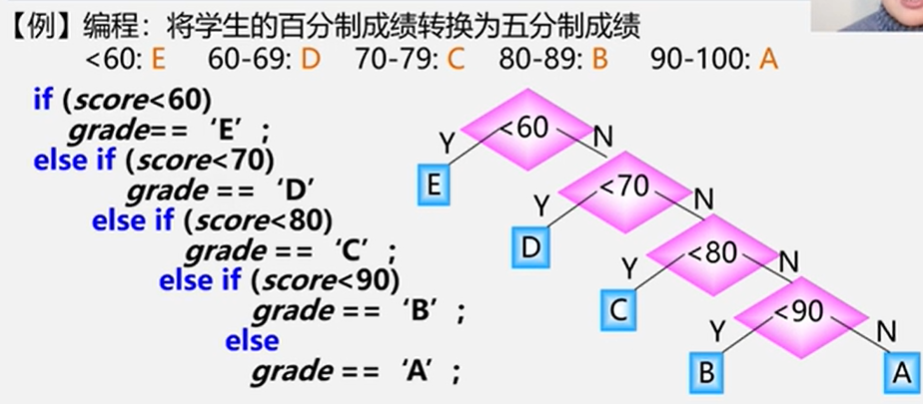 【例】编程：将学生的百分制成绩转换为五分制成绩
<60: E 60-69: D 70-79: C 80-89: B 90-100: A
if (score<60)
grade== ‘E’ ;
else if (score<70)
grade == ‘D’
else if (score<80)
grade == ‘C’ ;
else if (score<90)
grade == ‘B’ ;
else
grade == ‘A’ ;
<60
Y N
E
<70
Y N
D
<80
Y N
C
<90
Y N
B A